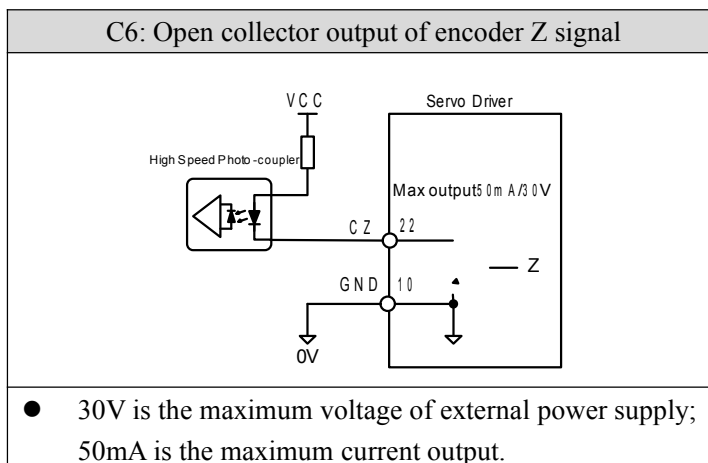 C6: Open collector output of encoder Z signal
VCC
Servo Driver
High Speed Photo-coupler
Max output50mA/30V
CZ 22
Z
GND 10
0V
● 30V is the maximum voltage of external power supply;
50mA is the maximum current output.